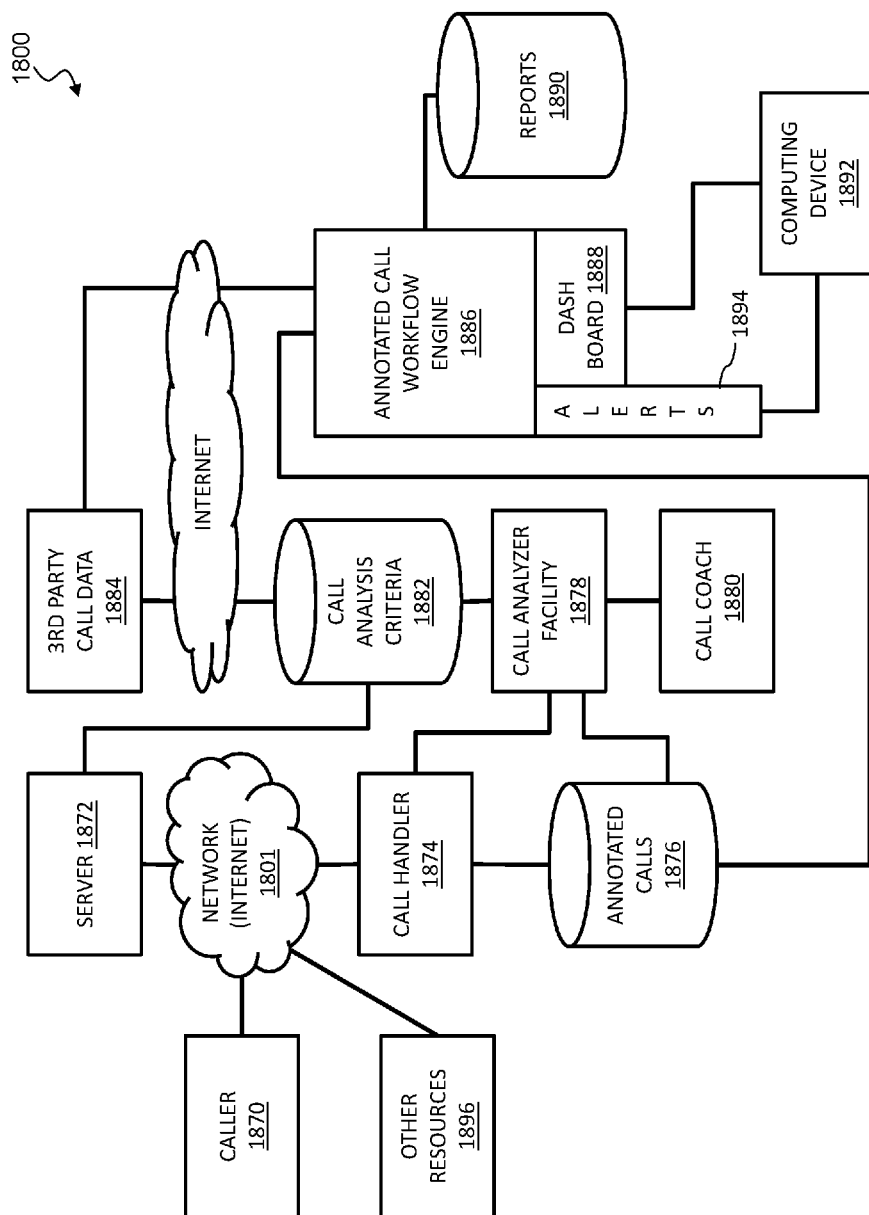 1800
CALLER
1870
OTHER
RESOURCES
1896
SERVER 1872
NETWORK
(INTERNET)
1801
CALL HANDLER
1874
ANNOTATED
CALLS
1876
3RD PARTY
CALL DATA
1884
INTERNET
CALL
ANALYSIS
CRITERIA
1882
CALL ANALYZER
FACILITY
1878
CALL COACH
1880
ANNOTATED CALL
WORKFLOW
ENGINE
1886
DASH
BOARD 1888
ALERTS
1894
REPORTS
1890
COMPUTING
DEVICE
1892